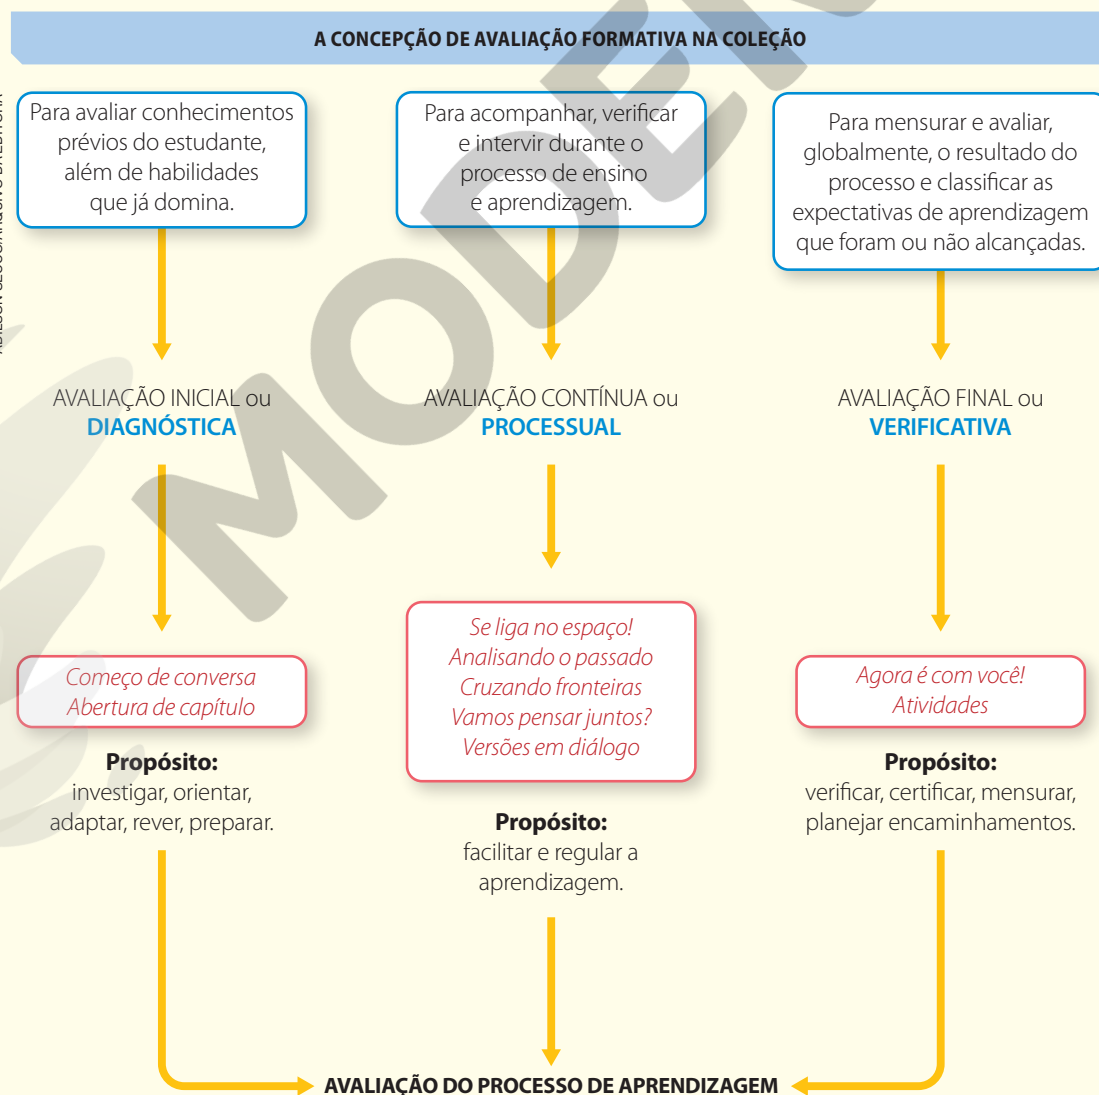 A CONCEPÇÃO DE AVALIAÇÃO FORMATIVA NA COLEÇÃO
Para avaliar conhecimentos
prévios do estudante,
além de habilidades
que já domina.
Para acompanhar, verificar
e intervir durante o
processo de ensino
e aprendizagem.
Para mensurar e avaliar,
globalmente, o resultado do
processo e classificar as
expectativas de aprendizagem
que foram ou não alcançadas.
AVALIAÇÃO INICIAL ou
DIAGNÓSTICA
AVALIAÇÃO CONTÍNUA ou
PROCESSUAL
AVALIAÇÃO FINAL ou
VERIFICATIVA
Começo de conversa
Abertura de capítulo
Se liga no espaço!
Analisando o passado
Cruzando fronteiras
Vamos pensar juntos?
Versões em diálogo
Agora é com você!
Atividades
Propósito:
investigar, orientar,
adaptar, rever, preparar.
Propósito:
facilitar e regular a
aprendizagem.
Propósito:
verificar, certificar, mensurar,
planejar encaminhamentos.
AVALIAÇÃO DO PROCESSO DE APRENDIZAGEM
MODER